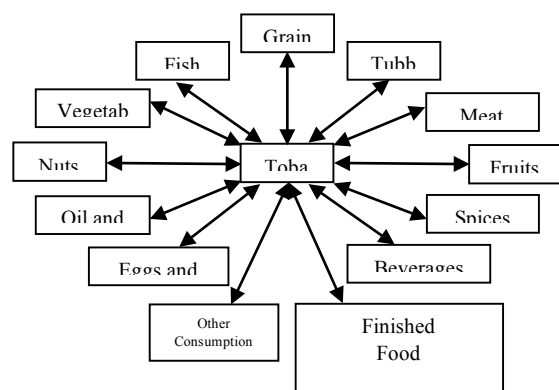 Grain
Fish
Tubb
Vegetab
Meat
Nuts
Toba
Fruits
Oil and
Spices
Eggs and
Beverages
Other
Consumption
Finished
Food